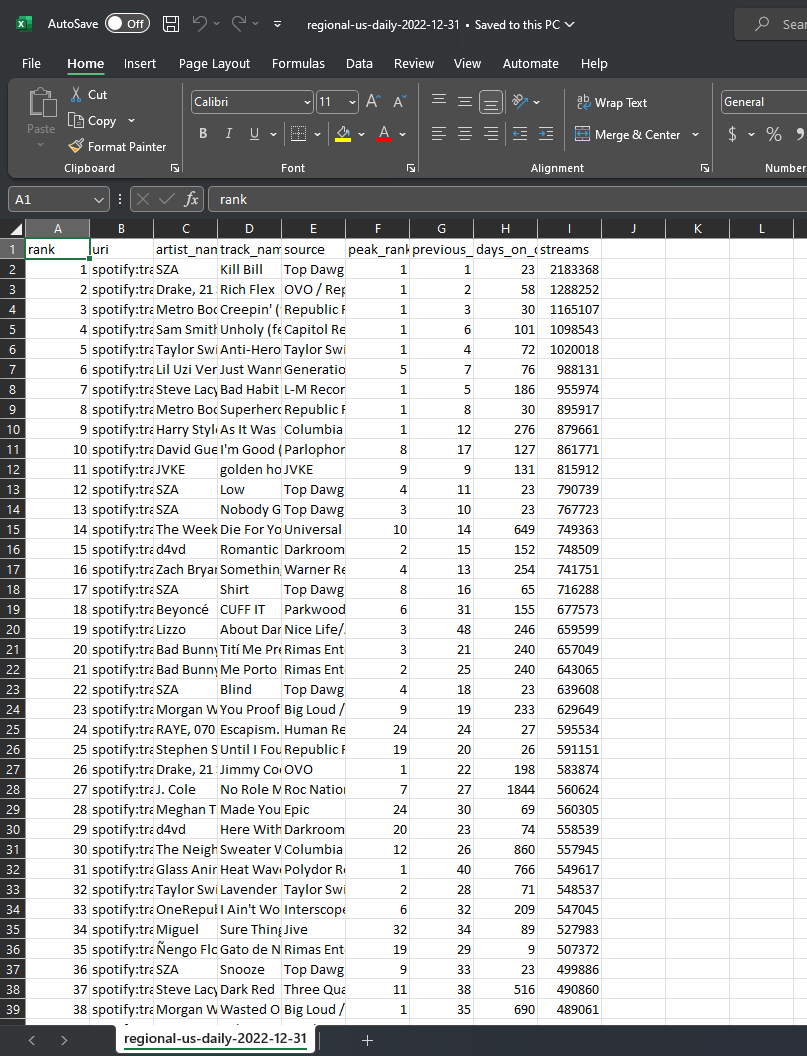 AutoSave Off regional-us-daily-2022-12-31 • Saved to this PC Sea
File Home Insert Page Layout Formulas Data Review View Automate Help
Paste Cut Copy Format Painter Calibri 11 A A B I U A ab Wrap Text Merge & Center General $ % 9
Clipboard Font Alignment Number
A1 fx rank
A B C D E F G H I J K L
1 rank uri artist_nam track_nam source peak_rank previous_ days_on_c streams
2 1 spotify:tra SZA Kill Bill Top Dawg 1 1 23 2183368
3 2 spotify:tra Drake, 21 Rich Flex OVO / Rep 1 2 58 1288252
4 3 spotify:tra Metro Boo Creepin' ( Republic R 1 3 30 1165107
5 4 spotify:tra Sam Smith Unholy (fe Capitol Re 1 6 101 1098543
6 5 spotify:tra Taylor Swi Anti-Hero Taylor Swi 1 4 72 1020018
7 6 spotify:tra Lil Uzi Ver Just Wann Generatio 5 7 76 988131
8 7 spotify:tra Steve Lacy Bad Habit L-M Recor 1 5 186 955974
9 8 spotify:tra Metro Boo Superhero Republic R 1 8 30 895917
10 9 spotify:tra Harry Style As It Was Columbia 1 12 276 879661
11 10 spotify:tra David Gue I'm Good ( Parlophon 8 17 127 861771
12 11 spotify:tra JVKE golden ho JVKE 9 9 131 815912
13 12 spotify:tra SZA Low Top Dawg 4 11 23 790739
14 13 spotify:tra SZA Nobody G Top Dawg 3 10 23 767723
15 14 spotify:tra The Week Die For Yo Universal 10 14 649 749363
16 15 spotify:tra d4vd Romantic Darkroom 2 15 152 748509
17 16 spotify:tra Zach Bryan Something Warner Re 4 13 254 741751
18 17 spotify:tra SZA Shirt Top Dawg 8 16 65 716288
19 18 spotify:tra Beyoncé CUFF IT Parkwood 6 31 155 677573
20 19 spotify:tra Lizzo About Dan Nice Life/ 3 48 246 659599
21 20 spotify:tra Bad Bunny Tití Me Pre Rimas Ent 3 21 240 657049
22 21 spotify:tra Bad Bunny Me Porto Rimas Ent 2 25 240 643065
23 22 spotify:tra SZA Blind Top Dawg 4 18 23 639608
24 23 spotify:tra Morgan W You Proof Big Loud / 9 19 233 629649
25 24 spotify:tra RAYE, 070 Escapism. Human Re 24 24 27 595534
26 25 spotify:tra Stephen S Until I Fou Republic R 19 20 26 591151
27 26 spotify:tra Drake, 21 Jimmy Coo OVO 1 22 198 583874
28 27 spotify:tra J. Cole No Role M Roc Nation 7 27 1844 560624
29 28 spotify:tra Meghan T Made You Epic 24 30 69 560305
30 29 spotify:tra d4vd Here With Darkroom 20 23 74 558539
31 30 spotify:tra The Neigh Sweater W Columbia 12 26 860 557945
32 31 spotify:tra Glass Anim Heat Wave Polydor Re 1 40 766 549617
33 32 spotify:tra Taylor Swi Lavender Taylor Swi 2 28 71 548537
34 33 spotify:tra OneRepub I Ain't Wo Interscope 6 32 209 547045
35 34 spotify:tra Miguel Sure Thing Jive 32 34 89 527983
36 35 spotify:tra Ñengo Flo Gato de N Rimas Ent 19 29 9 507372
37 36 spotify:tra SZA Snooze Top Dawg 9 33 23 499886
38 37 spotify:tra Steve Lacy Dark Red Three Qua 11 38 516 490860
39 38 spotify:tra Morgan W Wasted O Big Loud / 1 35 690 489061
regional-us-daily-2022-12-31